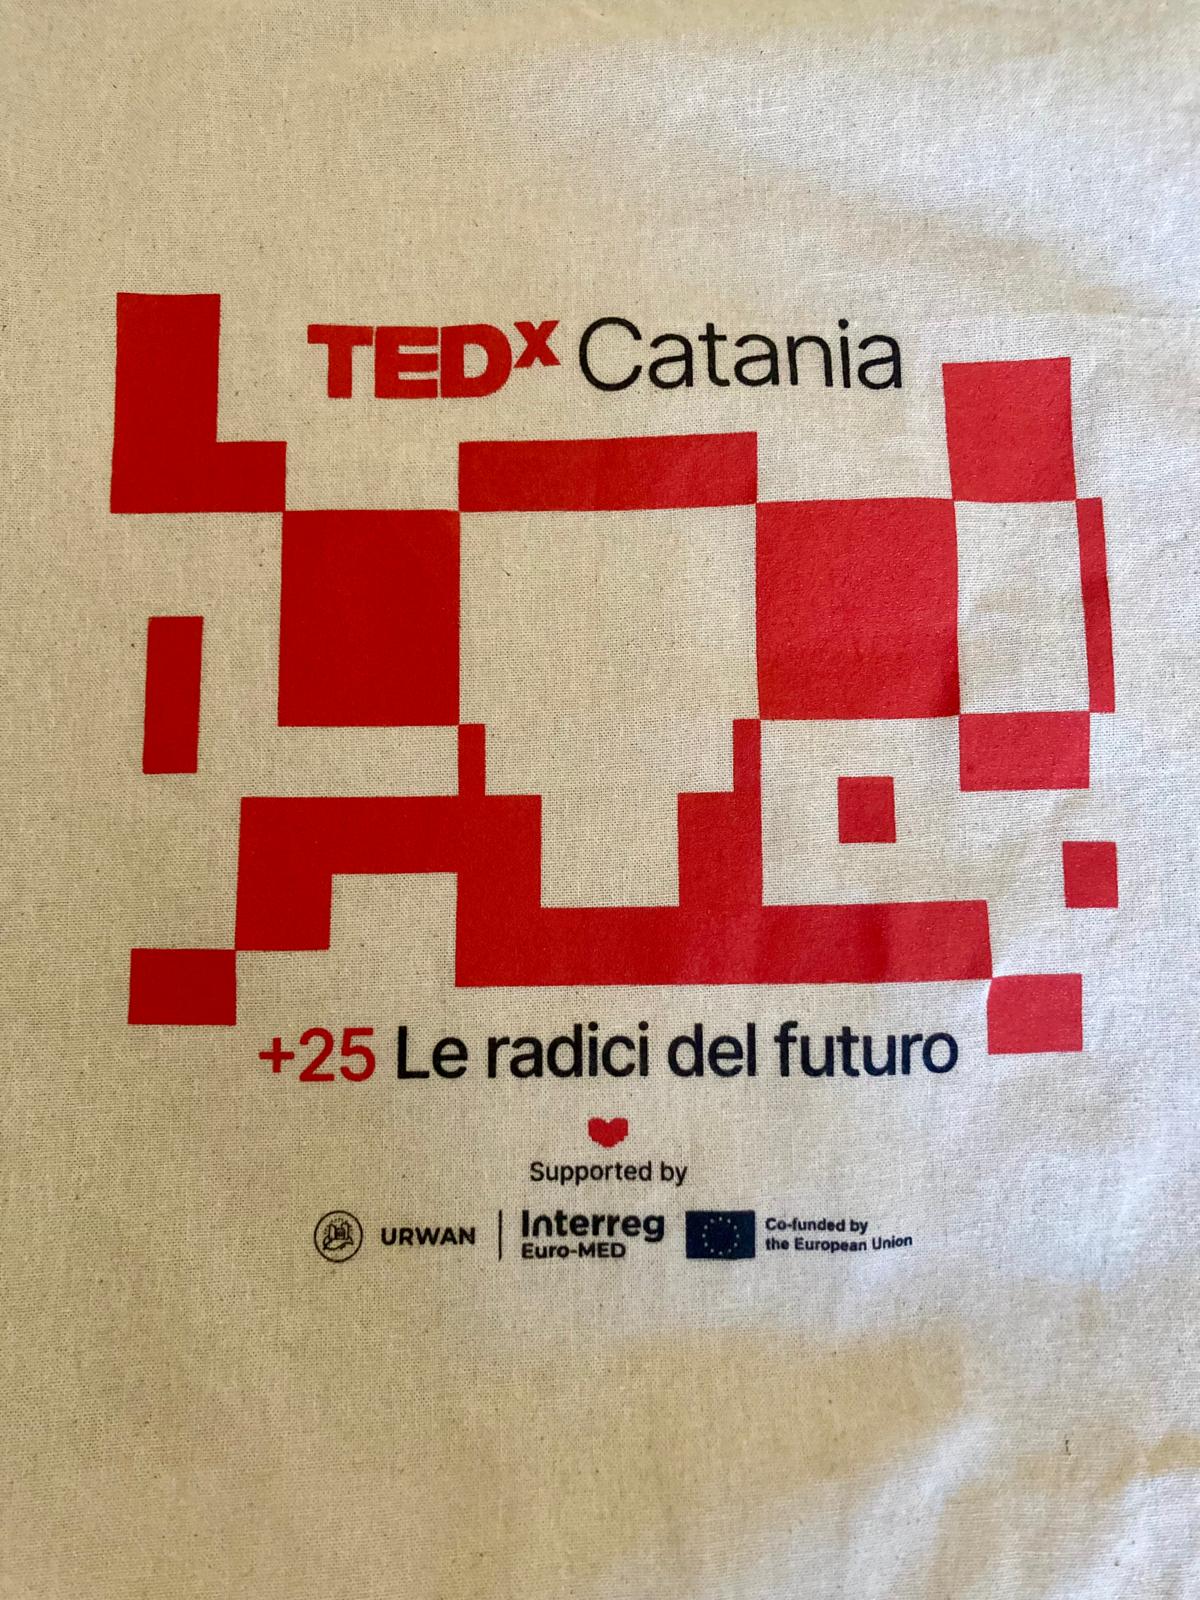 TEDx Catania
+25 Le radici del futuro
Supported by
URWAN
Interreg
Euro-MED
Co-funded by
the European Union